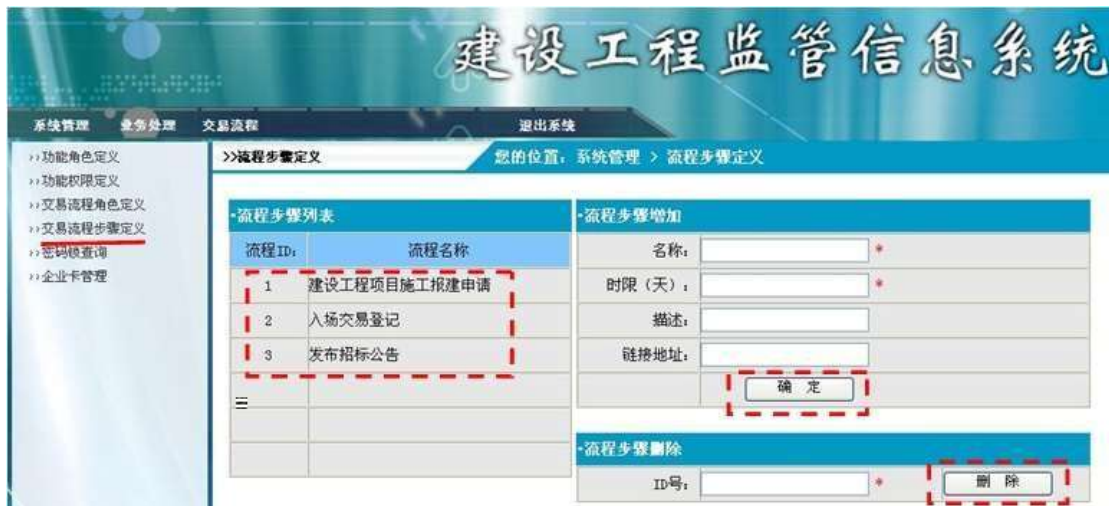 建设工程监管信息系统
系统管理 业务处理 交易流程 退出系统
>>功能角色定义
>>功能权限定义
>>交易流程角色定义
>>交易流程步骤定义
>>密码锁查询
>>企业卡管理
>>流程步骤定义 您的位置：系统管理 > 流程步骤定义
·流程步骤列表
流程ID: 流程名称
1 建设工程项目施工报建申请
2 入场交易登记
3 发布招标公告
·流程步骤增加
名称: *
时限（天）: *
描述:
链接地址:
确 定
·流程步骤删除
ID号: * 删 除